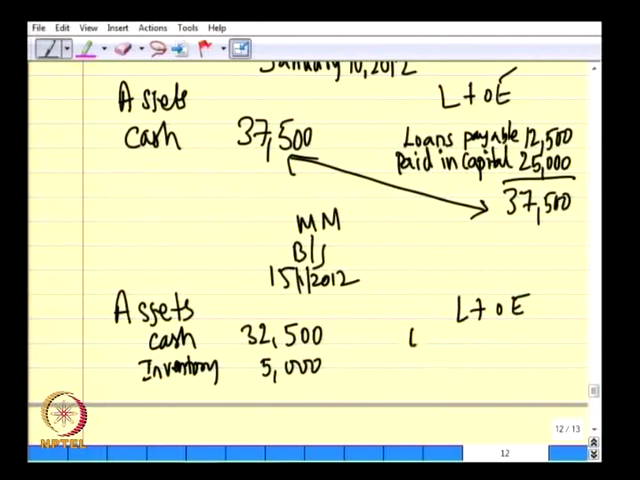 File Edit View Insert Actions Tools Help
January 10, 2012
Assets L + OE
Cash 37,500 Loans payable 12,500
Paid in capital 25,000
37,500
MM
B/S
15/1/2012
Assets L + OE
Cash 32,500
Inventory 5,000
NPTEL
12 / 13
12